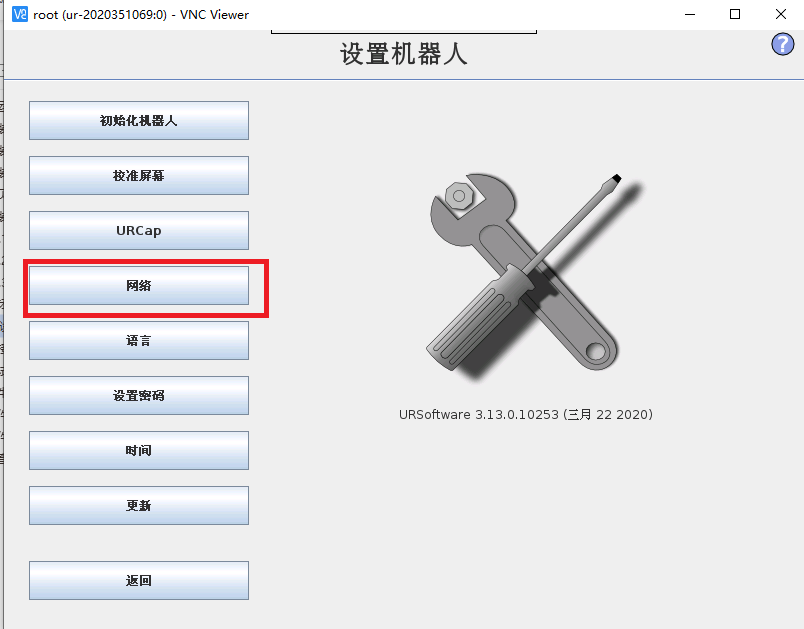 V2 root (ur-2020351069:0) - VNC Viewer
设置机器人
?
初始化机器人
校准屏幕
URCap
网络
语言
设置密码
时间
更新
返回
URSoftware 3.13.0.10253 (三月 22 2020)